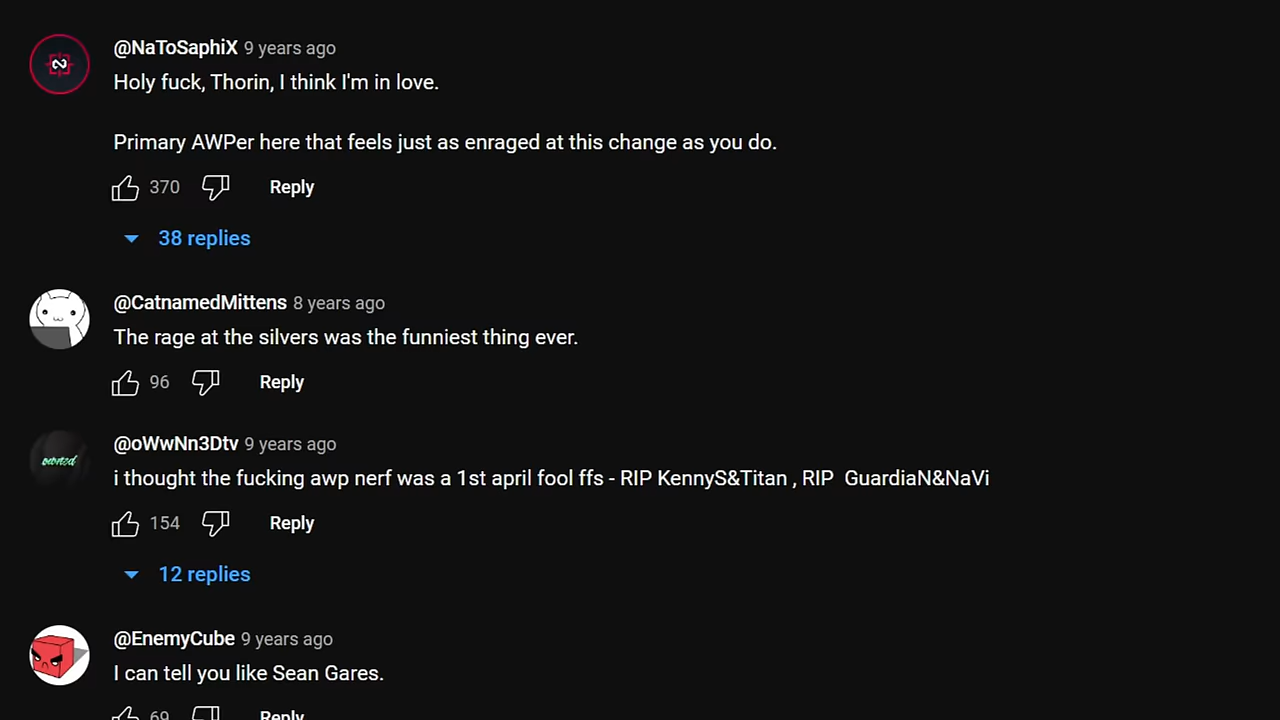 @NaToSaphiX 9 years ago
Holy fuck, Thorin, I think I'm in love.
Primary AWPer here that feels just as enraged at this change as you do.
370 Reply
38 replies
@CatnamedMittens 8 years ago
The rage at the silvers was the funniest thing ever.
96 Reply
owned
@oWwNn3Dtv 9 years ago
i thought the fucking awp nerf was a 1st april fool ffs - RIP KennyS&Titan , RIP  GuardiaN&NaVi
154 Reply
12 replies
@EnemyCube 9 years ago
I can tell you like Sean Gares.
69 Reply